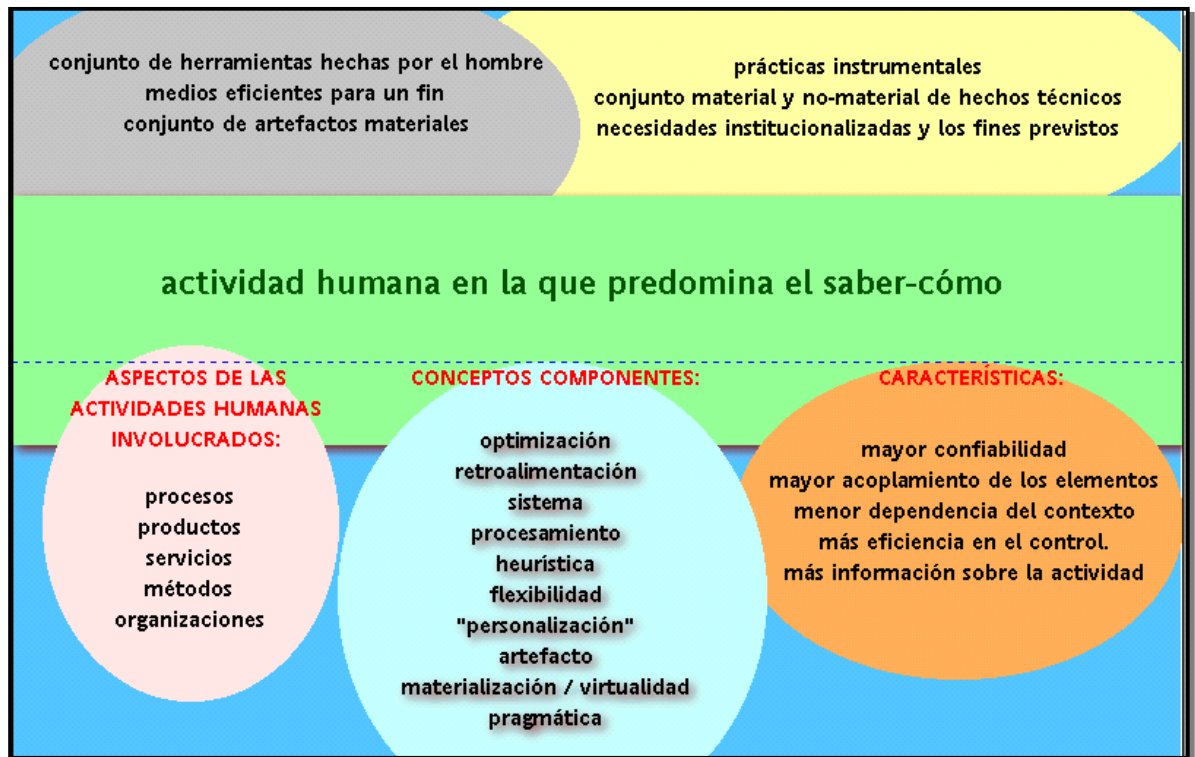 conjunto de herramientas hechas por el hombre
medios eficientes para un fin
conjunto de artefactos materiales
prácticas instrumentales
conjunto material y no-material de hechos técnicos
necesidades institucionalizadas y los fines previstos
actividad humana en la que predomina el saber-cómo
ASPECTOS DE LAS
ACTIVIDADES HUMANAS
INVOLUCRADOS:
procesos
productos
servicios
métodos
organizaciones
CONCEPTOS COMPONENTES:
optimización
retroalimentación
sistema
procesamiento
heurística
flexibilidad
"personalización"
artefacto
materialización / virtualidad
pragmática
CARACTERÍSTICAS:
mayor confiabilidad
mayor acoplamiento de los elementos
menor dependencia del contexto
más eficiencia en el control.
más información sobre la actividad